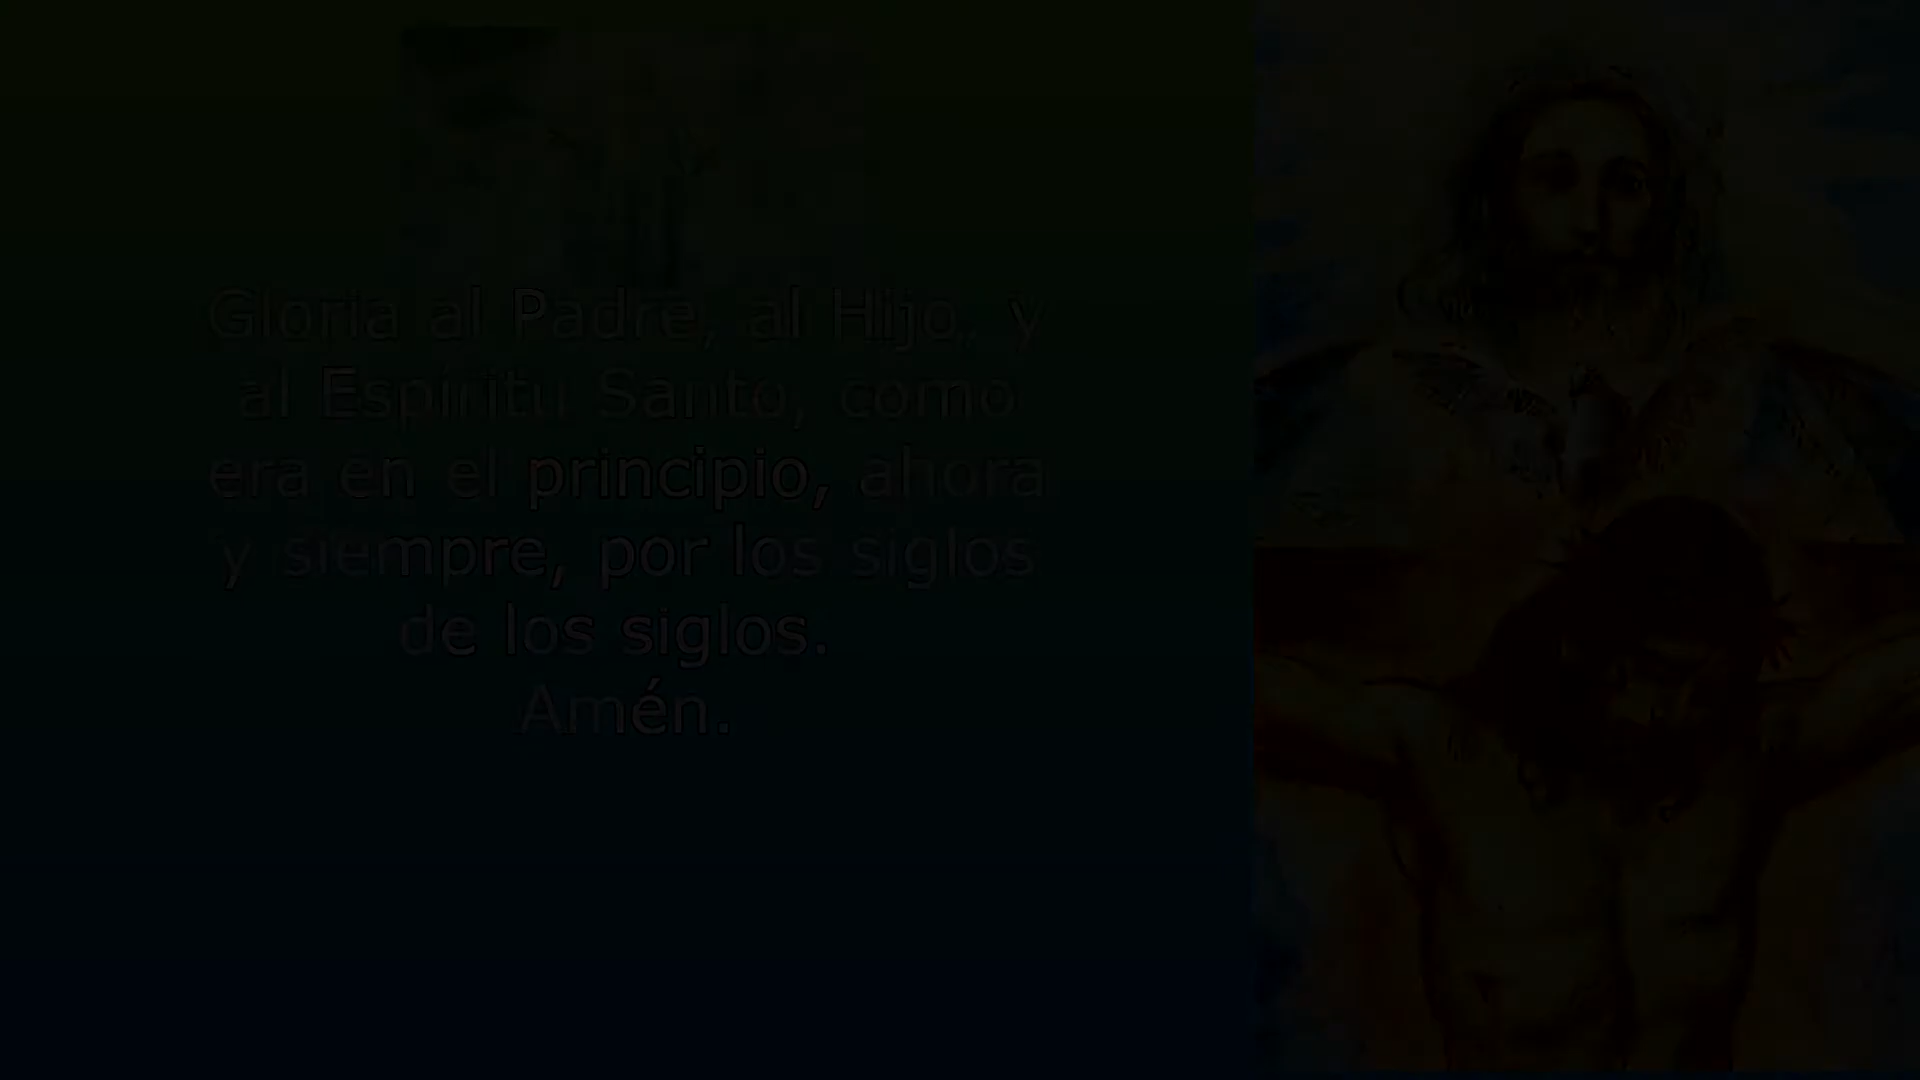 Gloria al Padre, al Hijo, y
al Espíritu Santo, como
era en el principio, ahora
y siempre, por los siglos
de los siglos.
Amén.